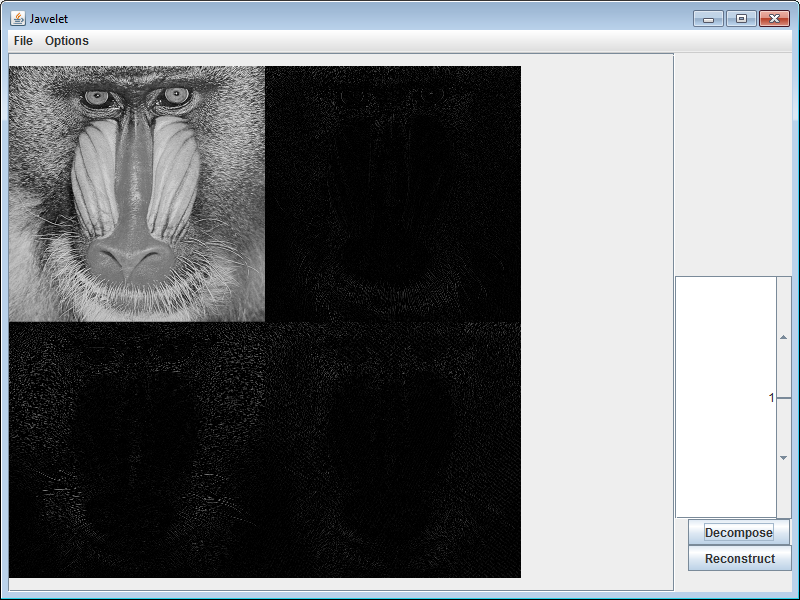 Jawelet
File Options
1
Decompose
Reconstruct